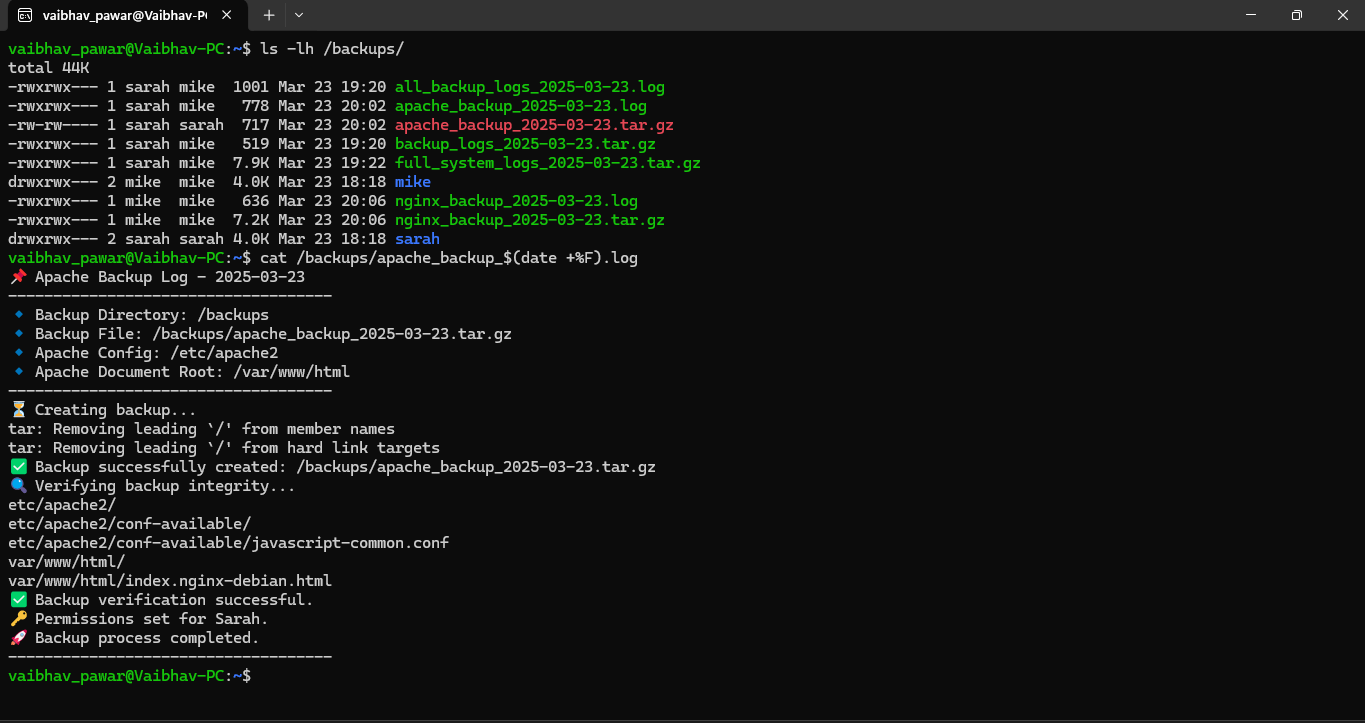 vaibhav_pawar@Vaibhav-P
vaibhav_pawar@Vaibhav-PC:~$ ls -lh /backups/
total 44K
-rwxrwx--- 1 sarah mike  1001 Mar 23 19:20 all_backup_logs_2025-03-23.log
-rwxrwx--- 1 sarah mike   778 Mar 23 20:02 apache_backup_2025-03-23.log
-rw-rw---- 1 sarah sarah  717 Mar 23 20:02 apache_backup_2025-03-23.tar.gz
-rwxrwx--- 1 sarah mike   519 Mar 23 19:20 backup_logs_2025-03-23.tar.gz
-rwxrwx--- 1 sarah mike  7.9K Mar 23 19:22 full_system_logs_2025-03-23.tar.gz
drwxrwx--- 2 mike  mike  4.0K Mar 23 18:18 mike
-rwxrwx--- 1 mike  mike   636 Mar 23 20:06 nginx_backup_2025-03-23.log
-rwxrwx--- 1 mike  mike  7.2K Mar 23 20:06 nginx_backup_2025-03-23.tar.gz
drwxrwx--- 2 sarah sarah 4.0K Mar 23 18:18 sarah
vaibhav_pawar@Vaibhav-PC:~$ cat /backups/apache_backup_$(date +%F).log
📌 Apache Backup Log - 2025-03-23
------------------------------------
🔹 Backup Directory: /backups
🔹 Backup File: /backups/apache_backup_2025-03-23.tar.gz
🔹 Apache Config: /etc/apache2
🔹 Apache Document Root: /var/www/html
------------------------------------
⏳ Creating backup...
tar: Removing leading `/' from member names
tar: Removing leading `/' from hard link targets
✅ Backup successfully created: /backups/apache_backup_2025-03-23.tar.gz
🔍 Verifying backup integrity...
etc/apache2/
etc/apache2/conf-available/
etc/apache2/conf-available/javascript-common.conf
var/www/html/
var/www/html/index.nginx-debian.html
✅ Backup verification successful.
🔑 Permissions set for Sarah.
🚀 Backup process completed.
------------------------------------
vaibhav_pawar@Vaibhav-PC:~$